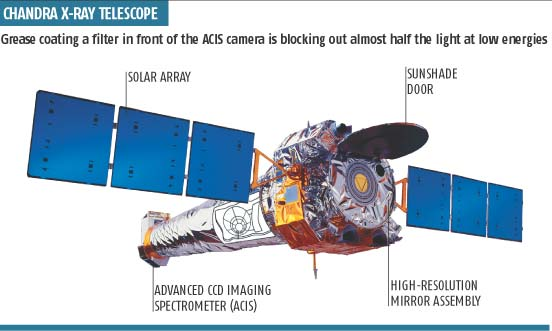 CHANDRA X-RAY TELESCOPE
Grease coating a filter in front of the ACIS camera is blocking out almost half the light at low energies
SOLAR ARRAY
SUNSHADE
DOOR
ADVANCED CCD IMAGING
SPECTROMETER (ACIS)
HIGH-RESOLUTION
MIRROR ASSEMBLY